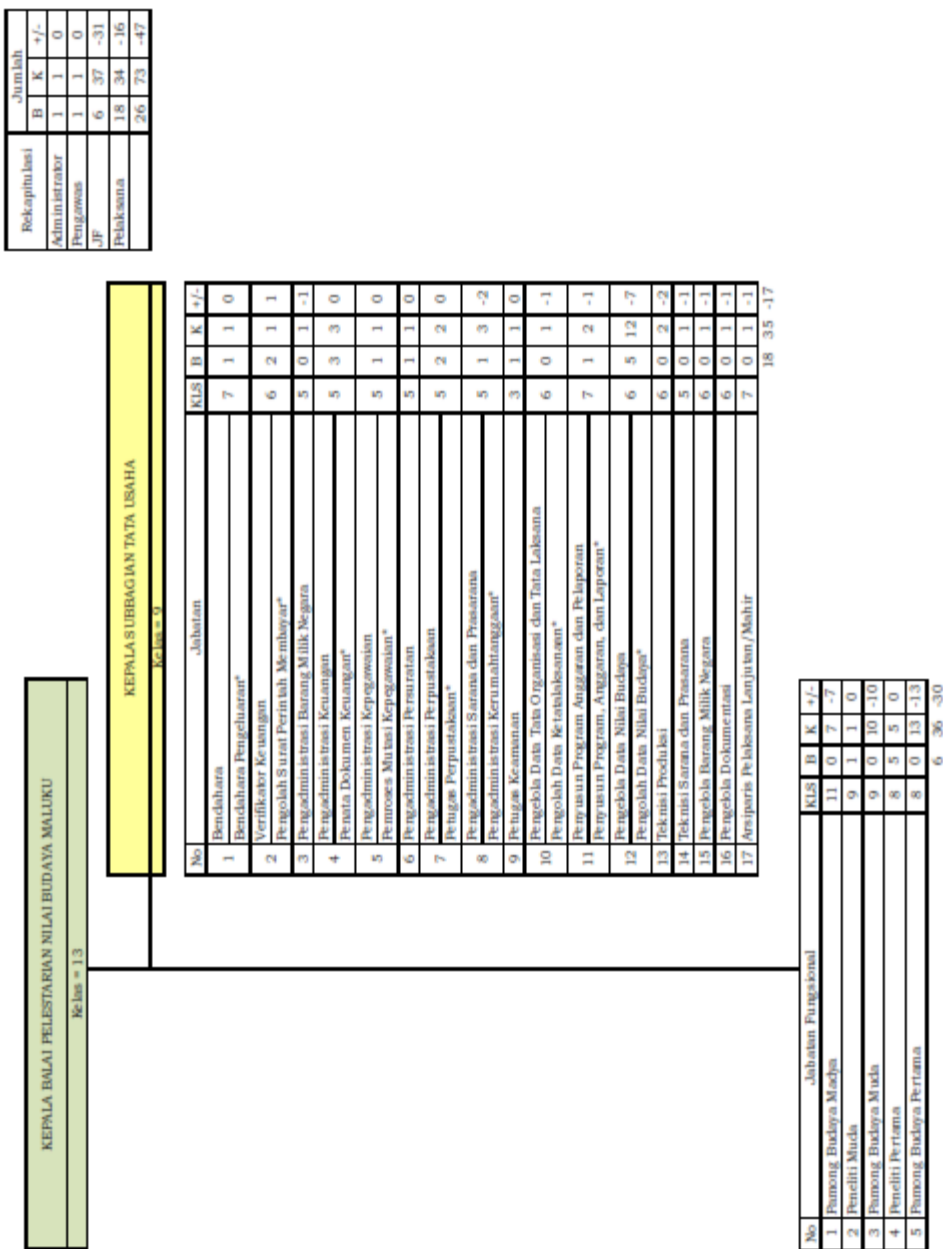 KEPALA BALAI PELESTARIAN NILAI BUDAYA MALUKU
Kelas = 13
Rekapitulasi Jumlah
B K +/-
Administrator 1 1 0
Pengawas 1 1 0
JF 6 37 -31
Pelaksana 18 34 -16
26 73 -47
KEPALA SUBBAGIAN TATA USAHA
Kelas = 9
No Jabatan KLS B K +/-
1 Bendahara 7 1 1 0
Bendahara Pengeluaran*
2 Verifikator Keuangan 6 2 1 1
Pengolah Surat Perintah Membayar*
3 Pengadministrasi Barang Milik Negara 5 0 1 -1
4 Pengadministrasi Keuangan 5 3 3 0
Penata Dokumen Keuangan*
5 Pengadministrasi Kepegawaian 5 1 1 0
Pemroses Mutasi Kepegawaian*
6 Pengadministrasi Persuratan 5 1 1 0
7 Pengadministrasi Perpustakaan 5 2 2 0
Petugas Perpustakaan*
8 Pengadministrasi Sarana dan Prasarana 5 1 3 -2
Pengadministrasi Kerumahtanggaan*
9 Petugas Keamanan 3 1 1 0
10 Pengelola Data Tata Organisasi dan Tata Laksana 6 0 1 -1
Pengolah Data Ketatalaksanaan*
11 Penyusun Program Anggaran dan Pelaporan 7 1 2 -1
Penyusun Program, Anggaran, dan Laporan*
12 Pengelola Data Nilai Budaya 6 5 12 -7
Pengolah Data Nilai Budaya*
13 Teknisi Produksi 6 0 2 -2
14 Teknisi Sarana dan Prasarana 5 0 1 -1
15 Pengelola Barang Milik Negara 6 0 1 -1
16 Pengelola Dokumentasi 6 0 1 -1
17 Arsiparis Pelaksana Lanjutan/Mahir 7 0 1 -1
18 35 -17
No Jabatan Fungsional KLS B K +/-
1 Pamong Budaya Madya 11 0 7 -7
2 Peneliti Muda 9 1 1 0
3 Pamong Budaya Muda 9 0 10 -10
4 Peneliti Pertama 8 5 5 0
5 Pamong Budaya Pertama 8 0 13 -13
6 36 -30